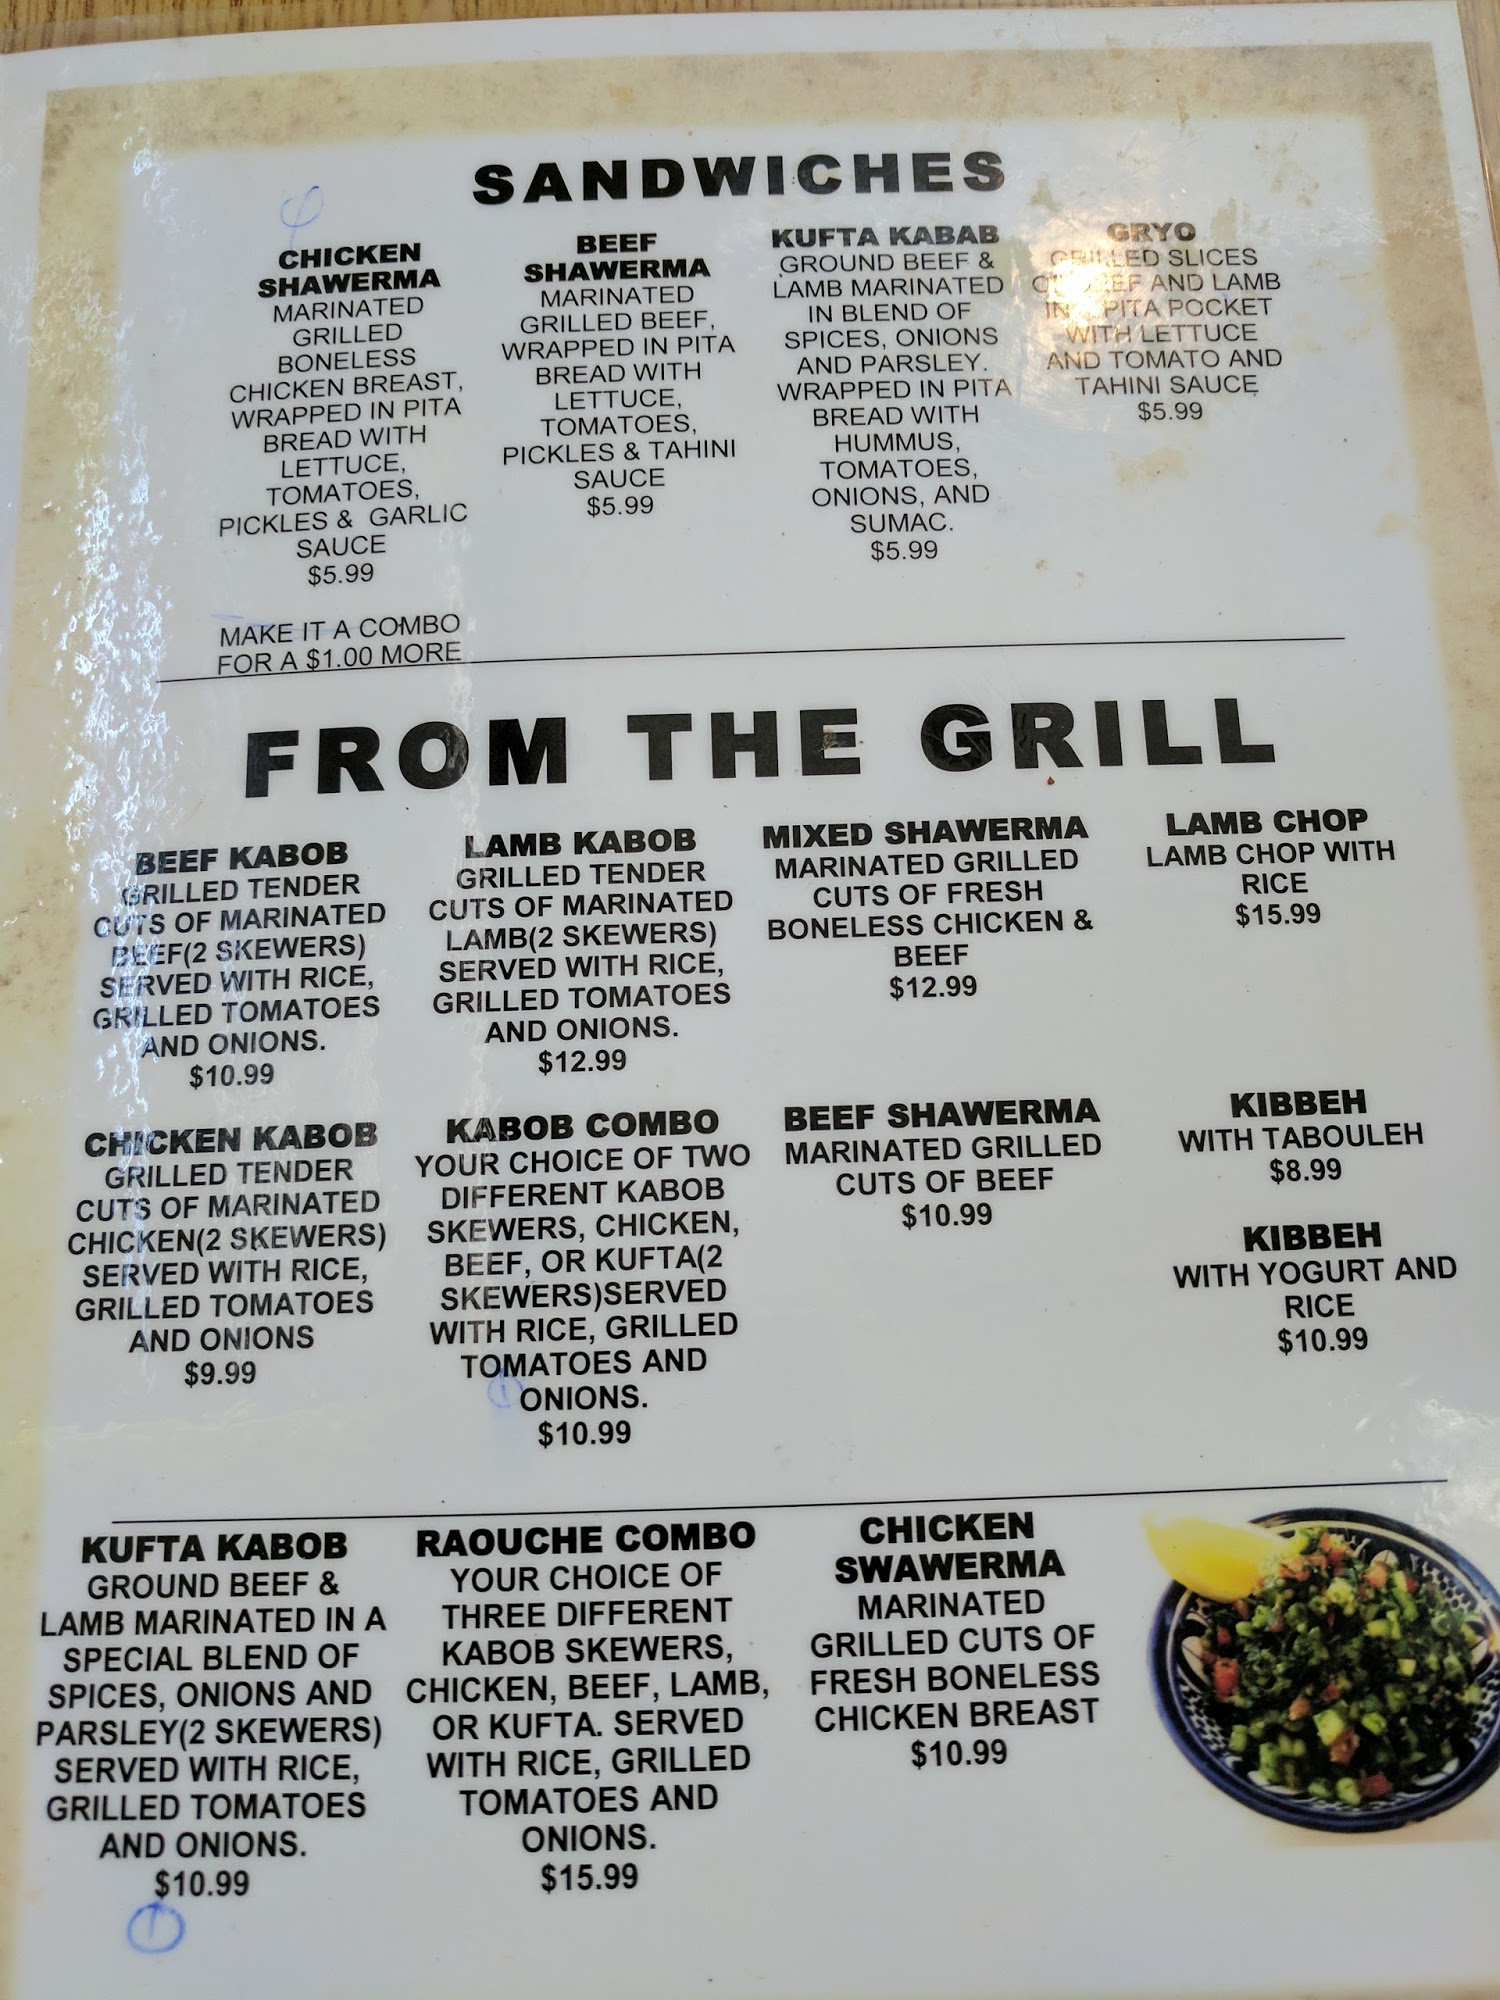 SANDWICHES
CHICKEN
SHAWERMA
MARINATED
GRILLED
BONELESS
CHICKEN BREAST,
WRAPPED IN PITA
BREAD WITH
LETTUCE,
TOMATOES,
PICKLES & GARLIC
SAUCE
$5.99
BEEF
SHAWERMA
MARINATED
GRILLED BEEF,
WRAPPED IN PITA
BREAD WITH
LETTUCE,
TOMATOES,
PICKLES & TAHINI
SAUCE
$5.99
KUFTA KABAB
GROUND BEEF &
LAMB MARINATED
IN BLEND OF
SPICES, ONIONS
AND PARSLEY.
WRAPPED IN PITA
BREAD WITH
HUMMUS,
TOMATOES,
ONIONS, AND
SUMAC.
$5.99
GRYO
GRILLED SLICES
OF BEEF AND LAMB
IN PITA POCKET
WITH LETTUCE
AND TOMATO AND
TAHINI SAUCE
$5.99
MAKE IT A COMBO
FOR A $1.00 MORE
FROM THE GRILL
BEEF KABOB
GRILLED TENDER
CUTS OF MARINATED
BEEF(2 SKEWERS)
SERVED WITH RICE,
GRILLED TOMATOES
AND ONIONS.
$10.99
LAMB KABOB
GRILLED TENDER
CUTS OF MARINATED
LAMB(2 SKEWERS)
SERVED WITH RICE,
GRILLED TOMATOES
AND ONIONS.
$12.99
MIXED SHAWERMA
MARINATED GRILLED
CUTS OF FRESH
BONELESS CHICKEN &
BEEF
$12.99
LAMB CHOP
LAMB CHOP WITH
RICE
$15.99
CHICKEN KABOB
GRILLED TENDER
CUTS OF MARINATED
CHICKEN(2 SKEWERS)
SERVED WITH RICE,
GRILLED TOMATOES
AND ONIONS
$9.99
KABOB COMBO
YOUR CHOICE OF TWO
DIFFERENT KABOB
SKEWERS, CHICKEN,
BEEF, OR KUFTA(2
SKEWERS)SERVED
WITH RICE, GRILLED
TOMATOES AND
ONIONS.
$10.99
BEEF SHAWERMA
MARINATED GRILLED
CUTS OF BEEF
$10.99
KIBBEH
WITH TABOULEH
$8.99
KIBBEH
WITH YOGURT AND
RICE
$10.99
KUFTA KABOB
GROUND BEEF &
LAMB MARINATED IN A
SPECIAL BLEND OF
SPICES, ONIONS AND
PARSLEY(2 SKEWERS)
SERVED WITH RICE,
GRILLED TOMATOES
AND ONIONS.
$10.99
1
RAOUCHE COMBO
YOUR CHOICE OF
THREE DIFFERENT
KABOB SKEWERS,
CHICKEN, BEEF, LAMB,
OR KUFTA. SERVED
WITH RICE, GRILLED
TOMATOES AND
ONIONS.
$15.99
CHICKEN
SWAWERMA
MARINATED
GRILLED CUTS OF
FRESH BONELESS
CHICKEN BREAST
$10.99